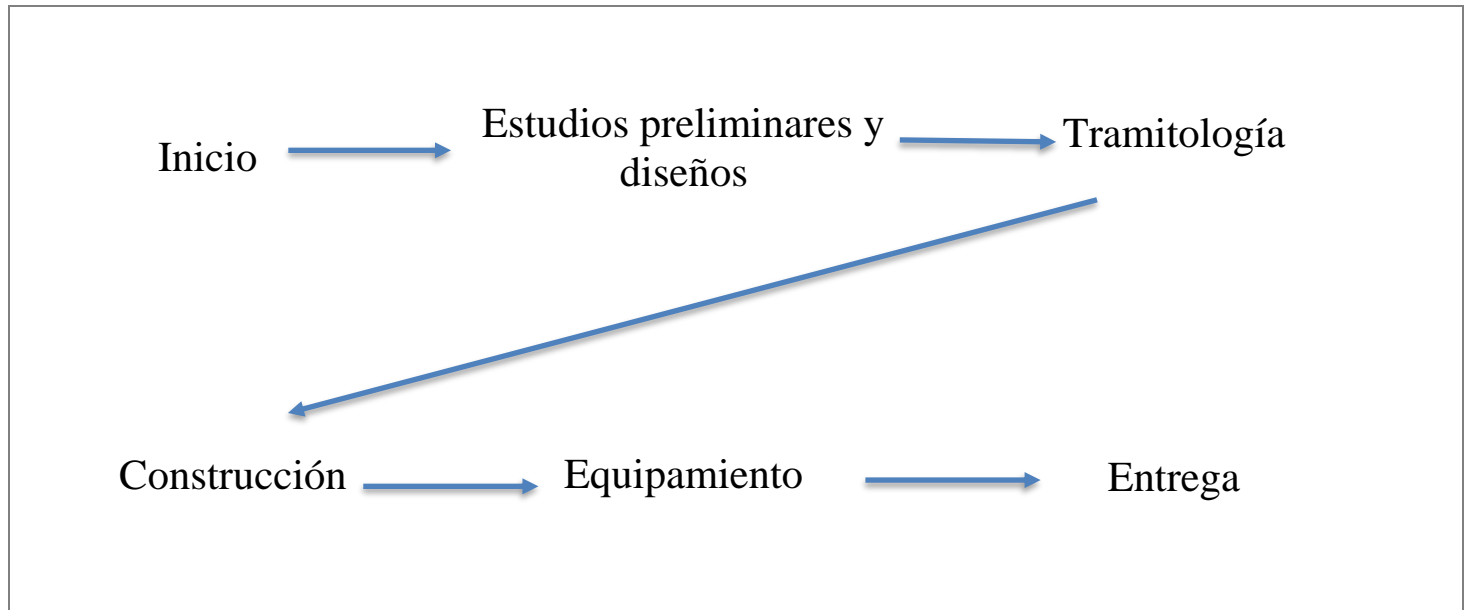 Inicio
Estudios preliminares y
diseños
Tramitología
Construcción
Equipamiento
Entrega